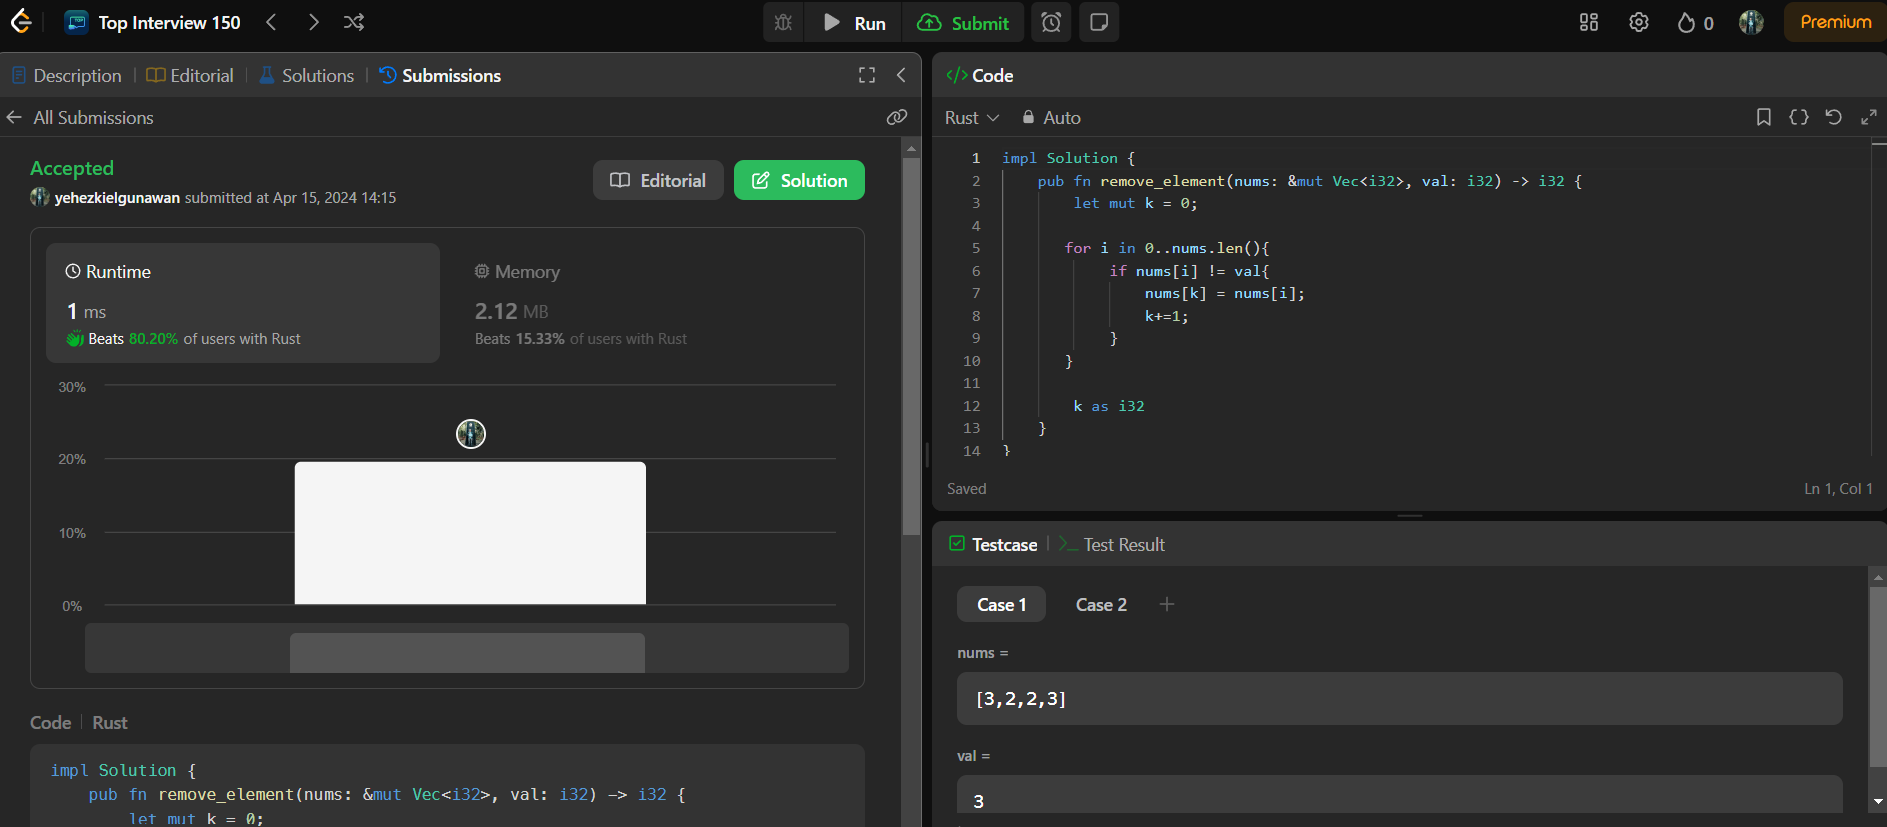 Top Interview 150
Run
Submit
0
Premium
Description
Editorial
Solutions
Submissions
All Submissions
Accepted
yehezkielgunawan submitted at Apr 15, 2024 14:15
Editorial
Solution
Runtime
1 ms
Beats 80.20% of users with Rust
Memory
2.12 MB
Beats 15.33% of users with Rust
30%
20%
10%
0%
Code
Rust
impl Solution {
    pub fn remove_element(nums: &mut Vec<i32>, val: i32) -> i32 {
        let mut k = 0;
</> Code
Rust
Auto
1 impl Solution {
2     pub fn remove_element(nums: &mut Vec<i32>, val: i32) -> i32 {
3         let mut k = 0;
4
5        for i in 0..nums.len(){
6             if nums[i] != val{
7                 nums[k] = nums[i];
8                 k+=1;
9             }
10        }
11
12         k as i32
13     }
14 }
Saved
Ln 1, Col 1
Testcase
Test Result
Case 1
Case 2
nums =
[3,2,2,3]
val =
3